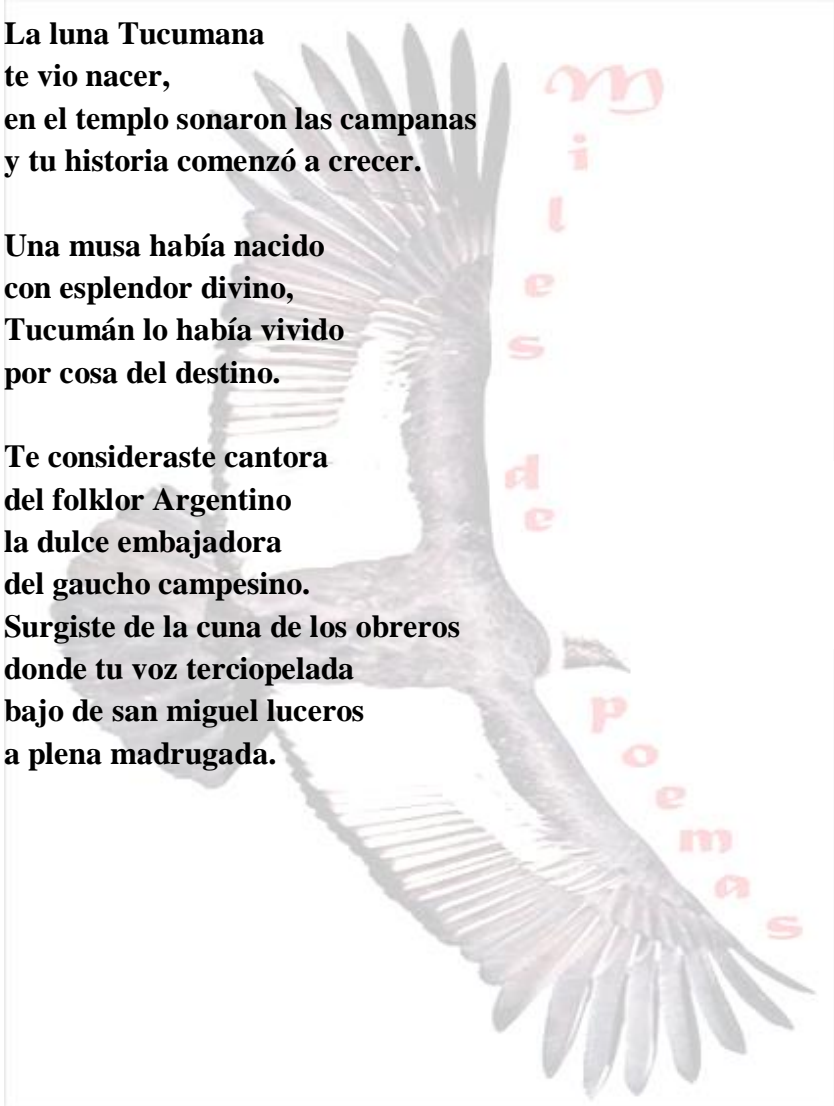 La luna Tucumana
te vio nacer,
en el templo sonaron las campanas
y tu historia comenzó a crecer.
Una musa había nacido
con esplendor divino,
Tucumán lo había vivido
por cosa del destino.
Te consideraste cantora
del folklor Argentino
la dulce embajadora
del gaucho campesino.
Surgiste de la cuna de los obreros
donde tu voz terciopelada
bajo de san miguel luceros
a plena madrugada.
Miles de poemas